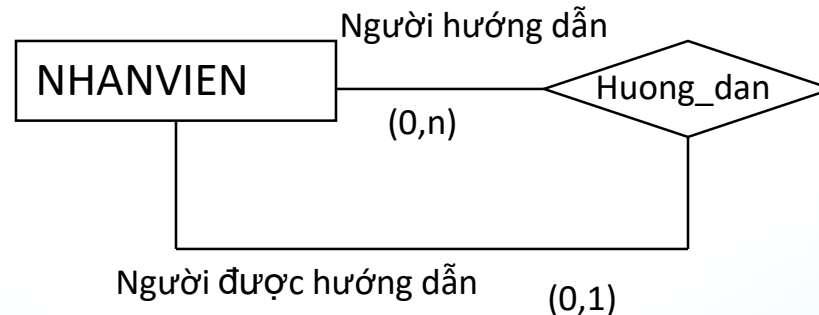 Người hướng dẫn
NHANVIEN
Huong_dan
(0,n)
Người được hướng dẫn
(0,1)